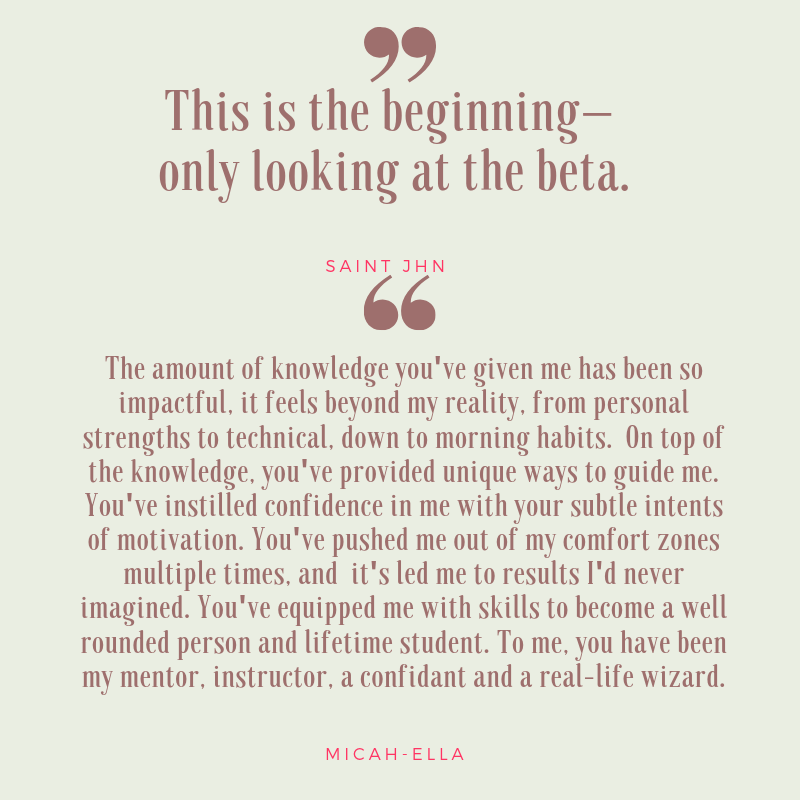 ”
This is the beginning—
only looking at the beta.
SAINT JHN
“
The amount of knowledge you've given me has been so
impactful, it feels beyond my reality, from personal
strengths to technical, down to morning habits.  On top of
the knowledge, you've provided unique ways to guide me.
You've instilled confidence in me with your subtle intents
of motivation. You've pushed me out of my comfort zones
multiple times, and  it's led me to results I'd never
imagined. You've equipped me with skills to become a well
rounded person and lifetime student. To me, you have been
my mentor, instructor, a confidant and a real-life wizard.
MICAH-ELLA